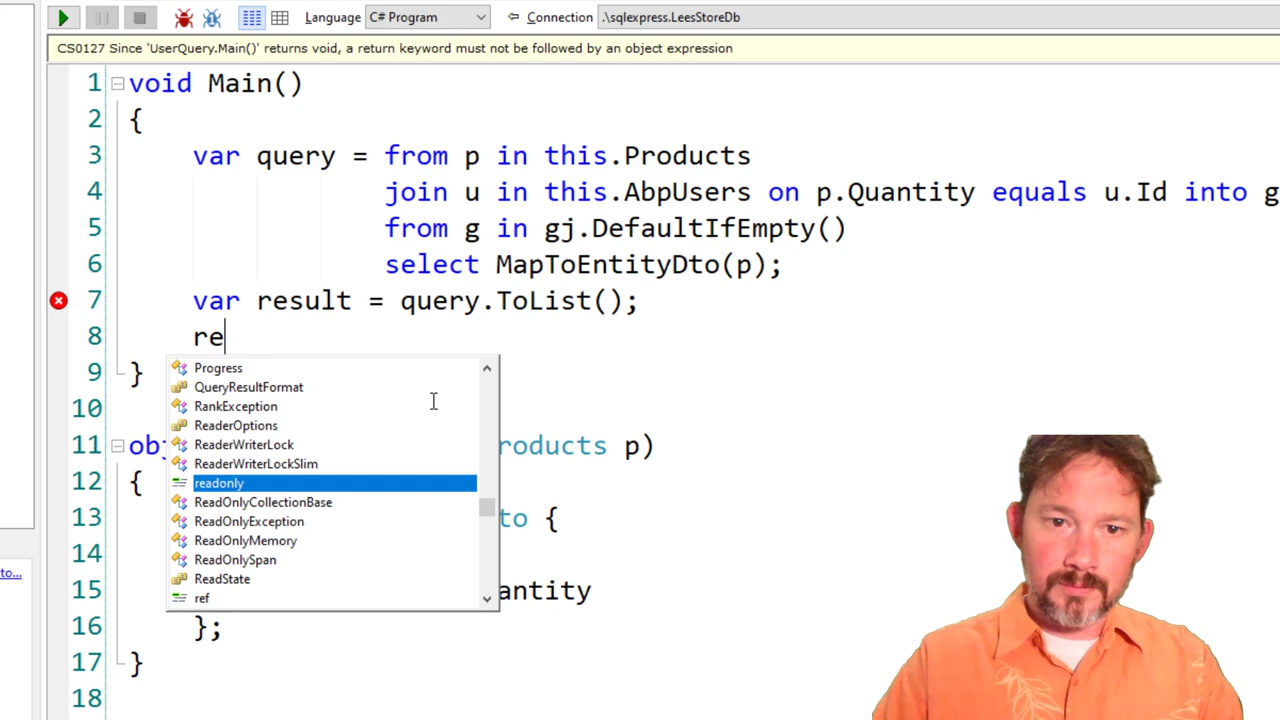 Language C# Program Connection .\sqlexpress.LeesStoreDb
CS0127 Since 'UserQuery.Main()' returns void, a return keyword must not be followed by an object expression
1 void Main()
2 {
3 var query = from p in this.Products
4 join u in this.AbpUsers on p.Quantity equals u.Id into g
5 from g in gj.DefaultIfEmpty()
6 select MapToEntityDto(p);
7 var result = query.ToList();
8 re
9 }
Progress
QueryResultFormat
RankException
ReaderOptions
ReaderWriterLock
ReaderWriterLockSlim
readonly
ReadOnlyCollectionBase
ReadOnlyException
ReadOnlyMemory
ReadOnlySpan
ReadState
ref
10
11 ob roducts p)
12 {
13 to {
14
15 antity
16 };
17 }
18
to...